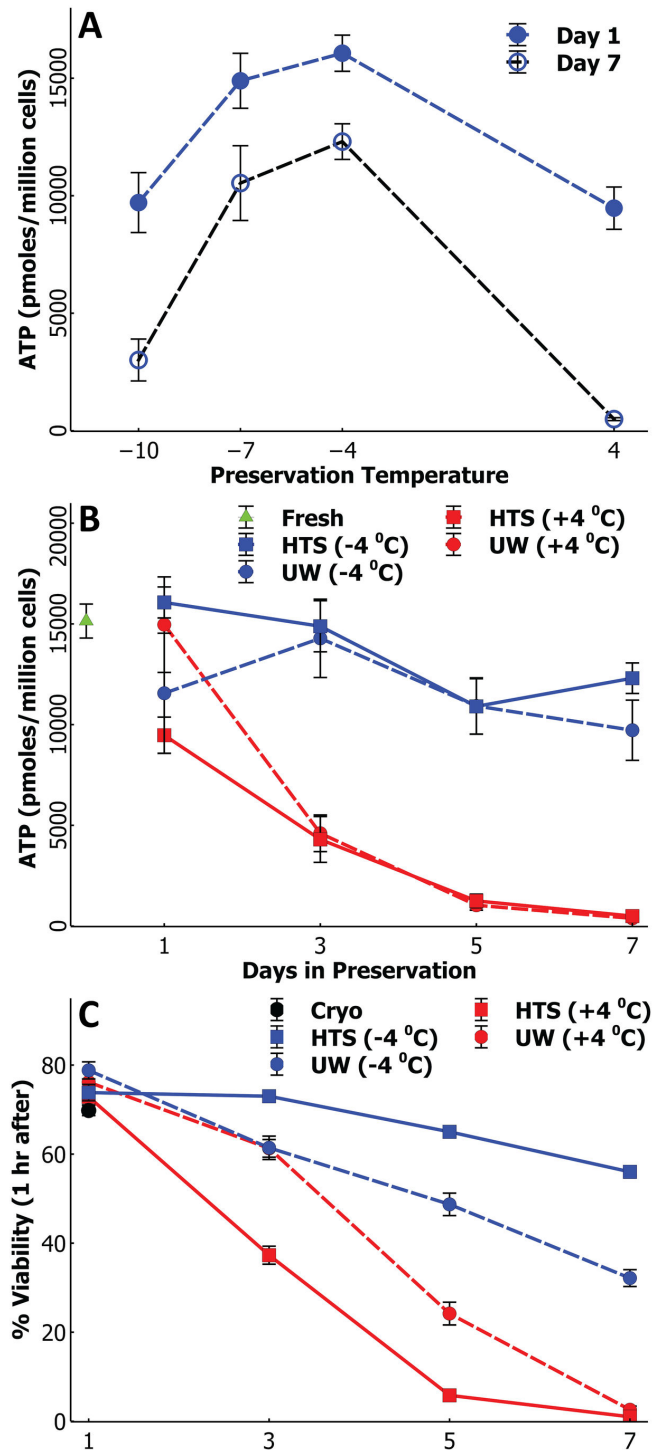 A
Day 1
Day 7
ATP (pmoles/million cells)
15000
10000
5000
0
−10
−7
−4
4
Preservation Temperature
B
Fresh
HTS (-4 ⁰C)
UW (-4 ⁰C)
HTS (+4 ⁰C)
UW (+4 ⁰C)
ATP (pmoles/million cells)
20000
15000
10000
5000
0
1
3
5
7
Days in Preservation
C
Cryo
HTS (-4 ⁰C)
UW (-4 ⁰C)
HTS (+4 ⁰C)
UW (+4 ⁰C)
% Viability (1 hr after)
80
60
40
20
0
1
3
5
7